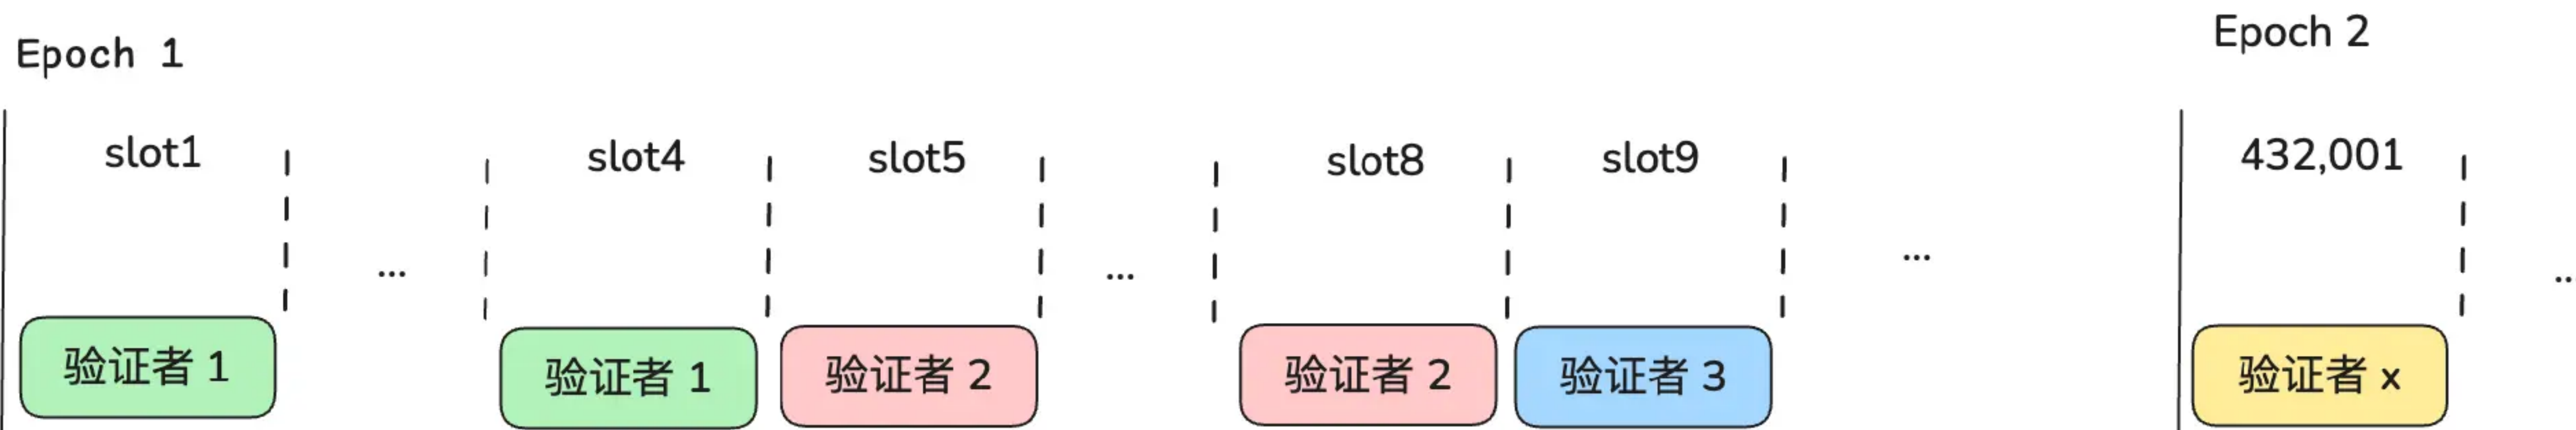 Epoch 1
Epoch 2
slot1
slot4
slot5
slot8
slot9
432,001
...
...
...
..
验证者 1
验证者 1
验证者 2
验证者 2
验证者 3
验证者 x